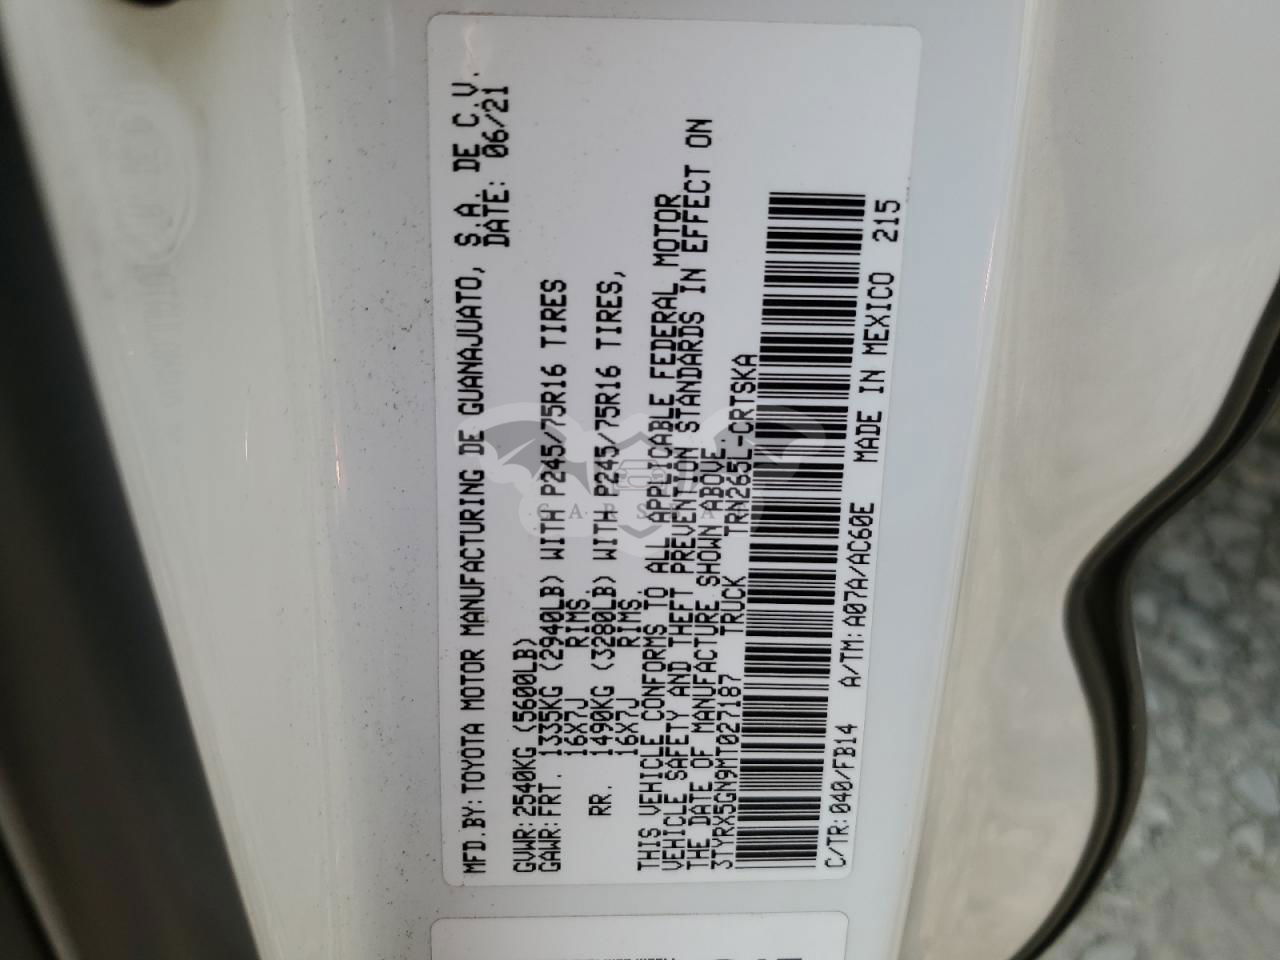 MFD.BY:TOYOTA MOTOR MANUFACTURING DE GUANAJUATO, S.A. DE C.V.
DATE: 06/21
GVWR:2540KG (5600LB)
GAWR:FRT. 1335KG (2940LB) WITH P245/75R16 TIRES
16X7J RIMS.
RR. 1490KG (3280LB) WITH P245/75R16 TIRES,
16X7J RIMS.
THIS VEHICLE CONFORMS TO ALL APPLICABLE FEDERAL MOTOR
VEHICLE SAFETY AND THEFT PREVENTION STANDARDS IN EFFECT ON
THE DATE OF MANUFACTURE SHOWN ABOVE.
3TYRX5GN9MT027187 TRUCK TRN265L-CRTSKA
C/TR:040/FB14 A/TM:A07A/AC60E MADE IN MEXICO 215
CARSFAN